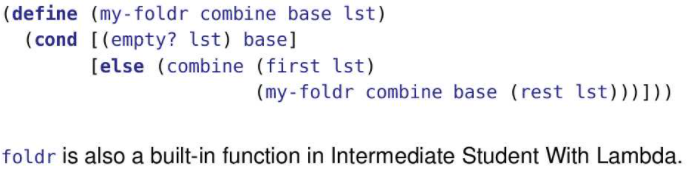 (define (my-foldr combine base lst)
(cond [(empty? lst) base]
[else (combine (first lst)
(my-foldr combine base (rest lst)))]))
foldr is also a built-in function in Intermediate Student With Lambda.